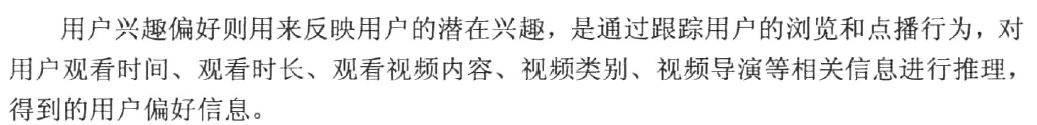 用户兴趣偏好则用来反映用户的潜在兴趣，是通过跟踪用户的浏览和点播行为，对
用户观看时间、观看时长、观看视频内容、视频类别、视频导演等相关信息进行推理，
得到的用户偏好信息。